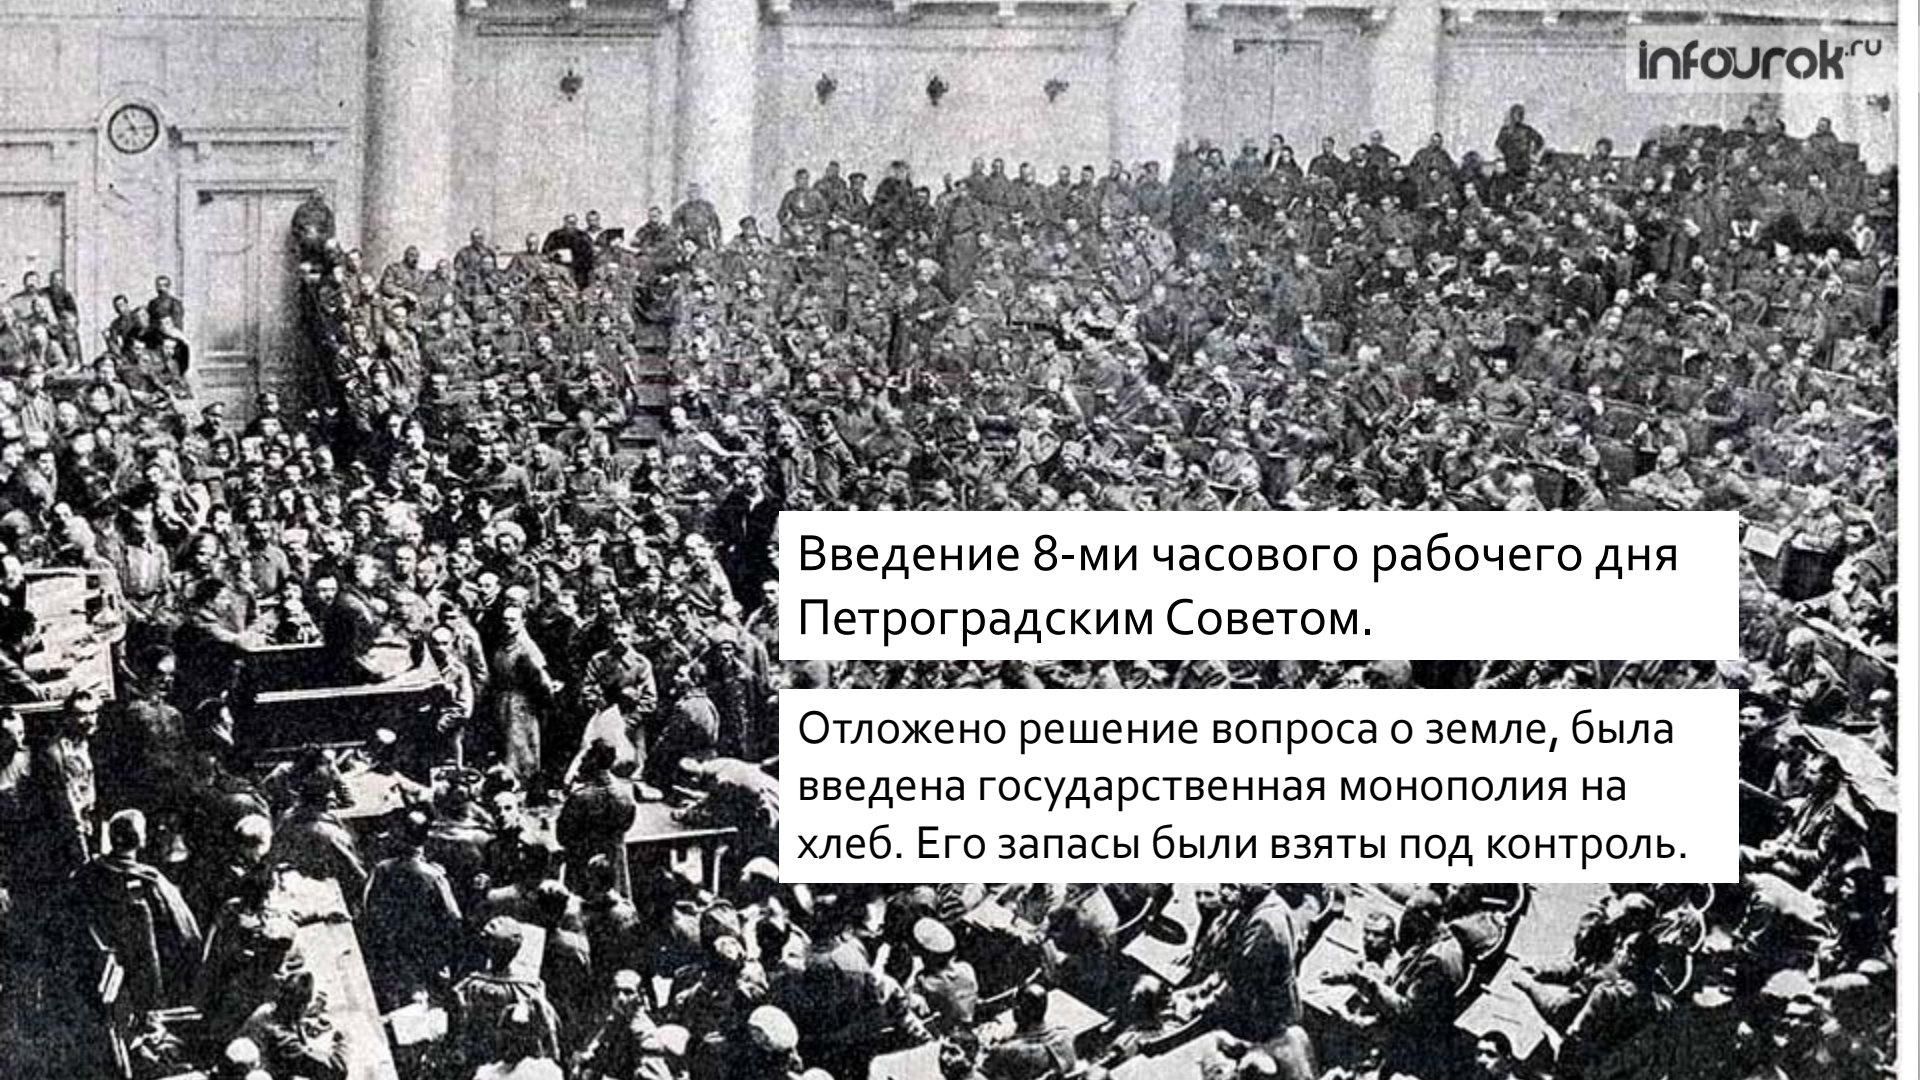 infourok.ru
Введение 8-ми часового рабочего дня
Петроградским Советом.
Отложено решение вопроса о земле, была
введена государственная монополия на
хлеб. Его запасы были взяты под контроль.